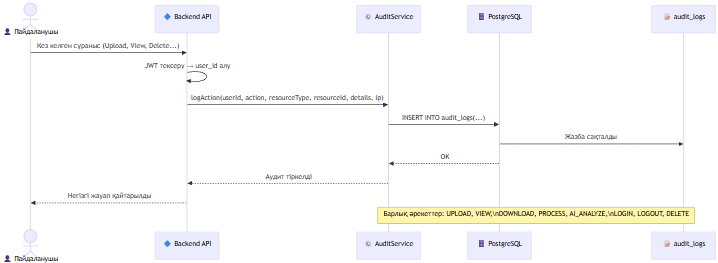 Пайдаланушы
Backend API
AuditService
PostgreSQL
audit_logs
Кез келген сұраныс (Upload, View, Delete...)
JWT тексеру → user_id алу
logAction(userId, action, resourceType, resourceId, details, ip)
INSERT INTO audit_logs(...)
Жазба сақталды
OK
Аудит тіркелді
Негізгі жауап қайтарылды
Барлық әрекеттер: UPLOAD, VIEW,\nDOWNLOAD, PROCESS, AI_ANALYZE,\nLOGIN, LOGOUT, DELETE
Пайдаланушы
Backend API
AuditService
PostgreSQL
audit_logs